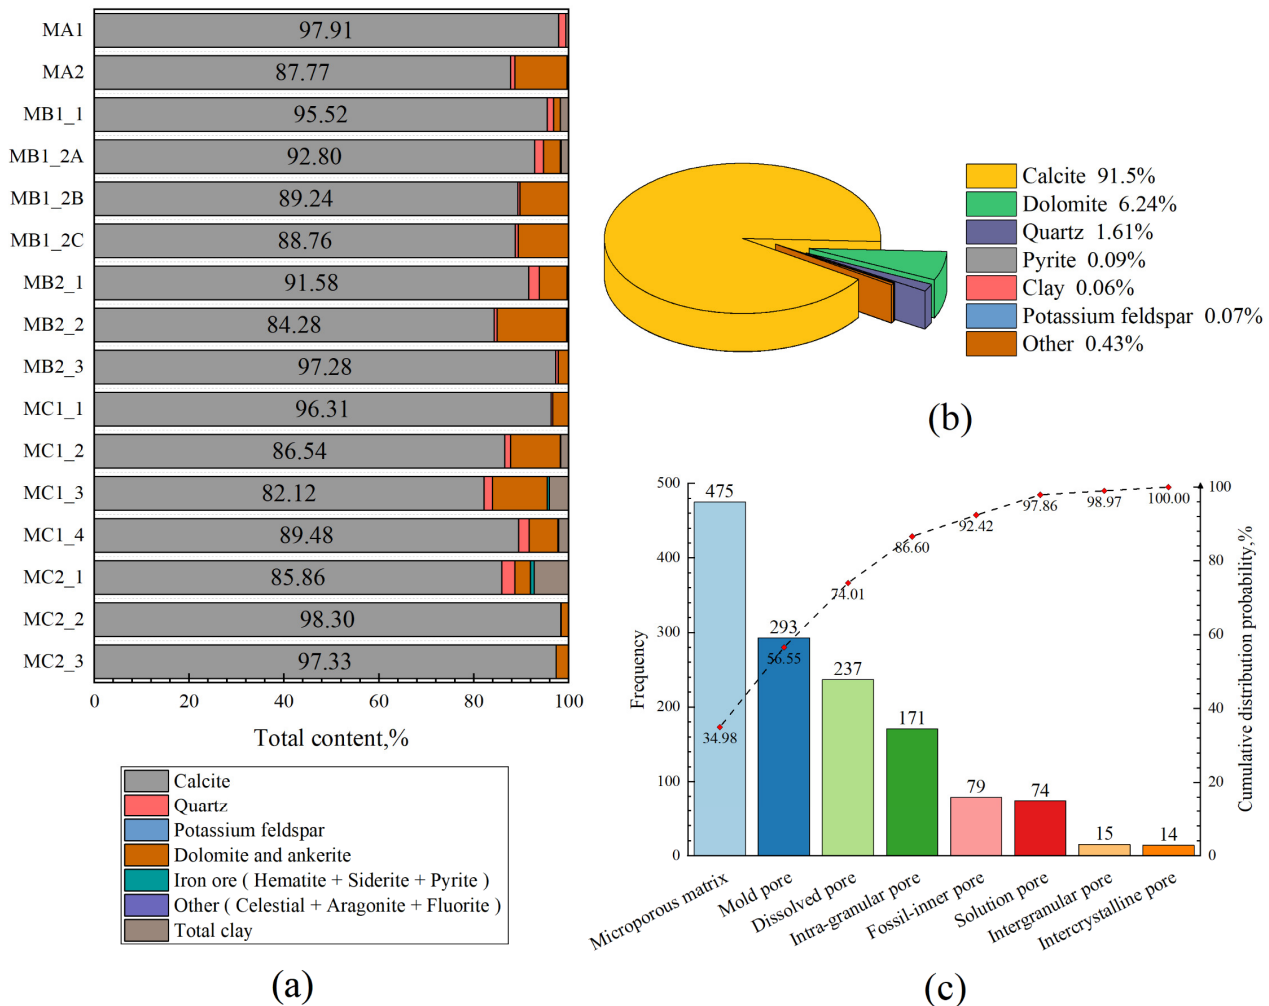 MA1 97.91
MA2 87.77
MB1_1 95.52
MB1_2A 92.80
MB1_2B 89.24
MB1_2C 88.76
MB2_1 91.58
MB2_2 84.28
MB2_3 97.28
MC1_1 96.31
MC1_2 86.54
MC1_3 82.12
MC1_4 89.48
MC2_1 85.86
MC2_2 98.30
MC2_3 97.33
0 20 40 60 80 100
Total content,%
Calcite
Quartz
Potassium feldspar
Dolomite and ankerite
Iron ore ( Hematite + Siderite + Pyrite )
Other ( Celestial + Aragonite + Fluorite )
Total clay
(a)
Calcite 91.5%
Dolomite 6.24%
Quartz 1.61%
Pyrite 0.09%
Clay 0.06%
Potassium feldspar 0.07%
Other 0.43%
(b)
Frequency
500
400
300
200
100
0
475
293
237
171
79
74
15
14
34.98
56.55
74.01
86.60
92.42
97.86
98.97
100.00
100
80
60
40
20
0
Cumulative distribution probability,%
Microporous matrix
Mold pore
Dissolved pore
Intra-granular pore
Fossil-inner pore
Solution pore
Intergranular pore
Intercrystalline pore
(c)